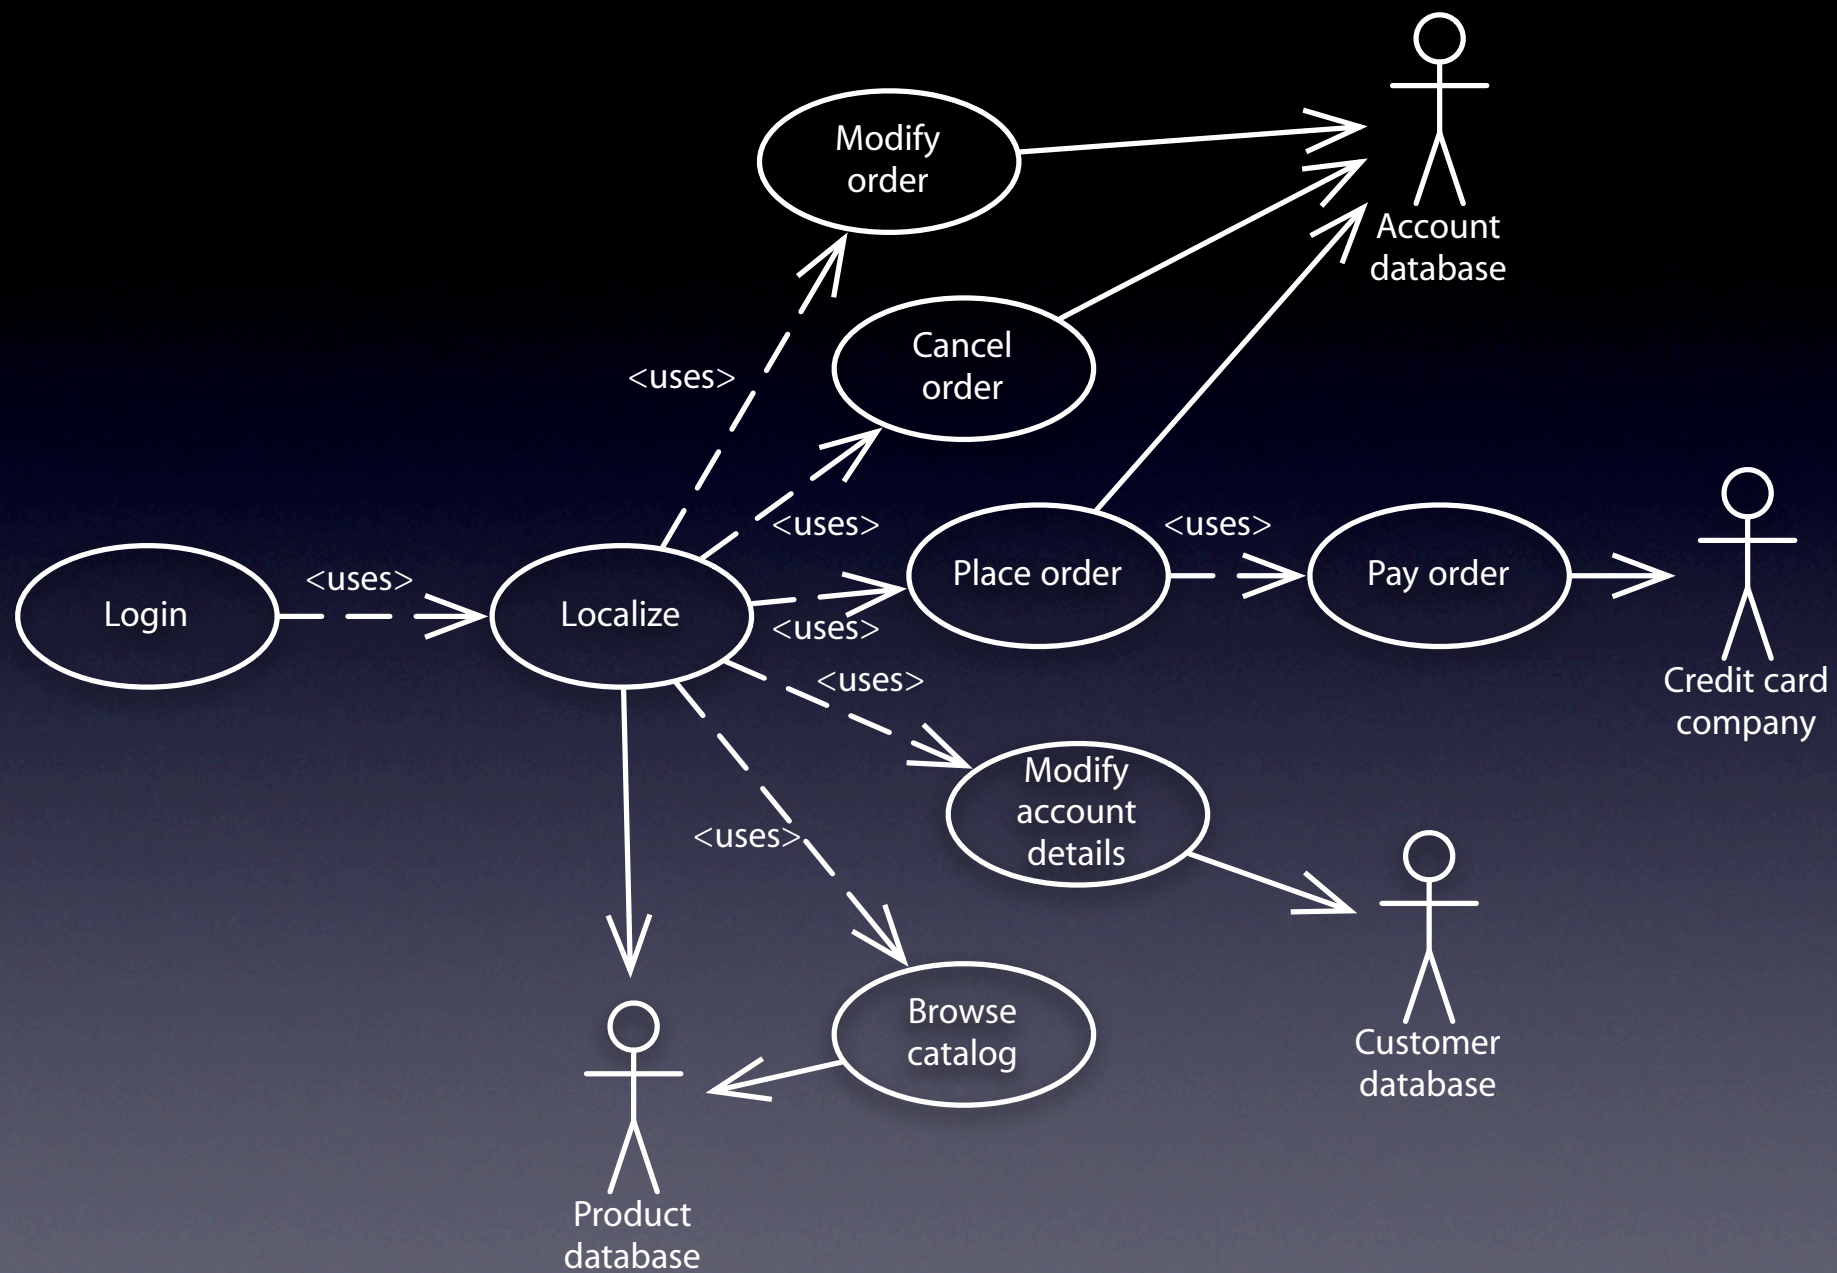 Modify
order
Account
database
Cancel
order
<uses>
<uses>
Place order
<uses>
Pay order
Login
<uses>
Localize
<uses>
<uses>
Credit card
company
Modify
account
details
<uses>
Browse
catalog
Customer
database
Product
database